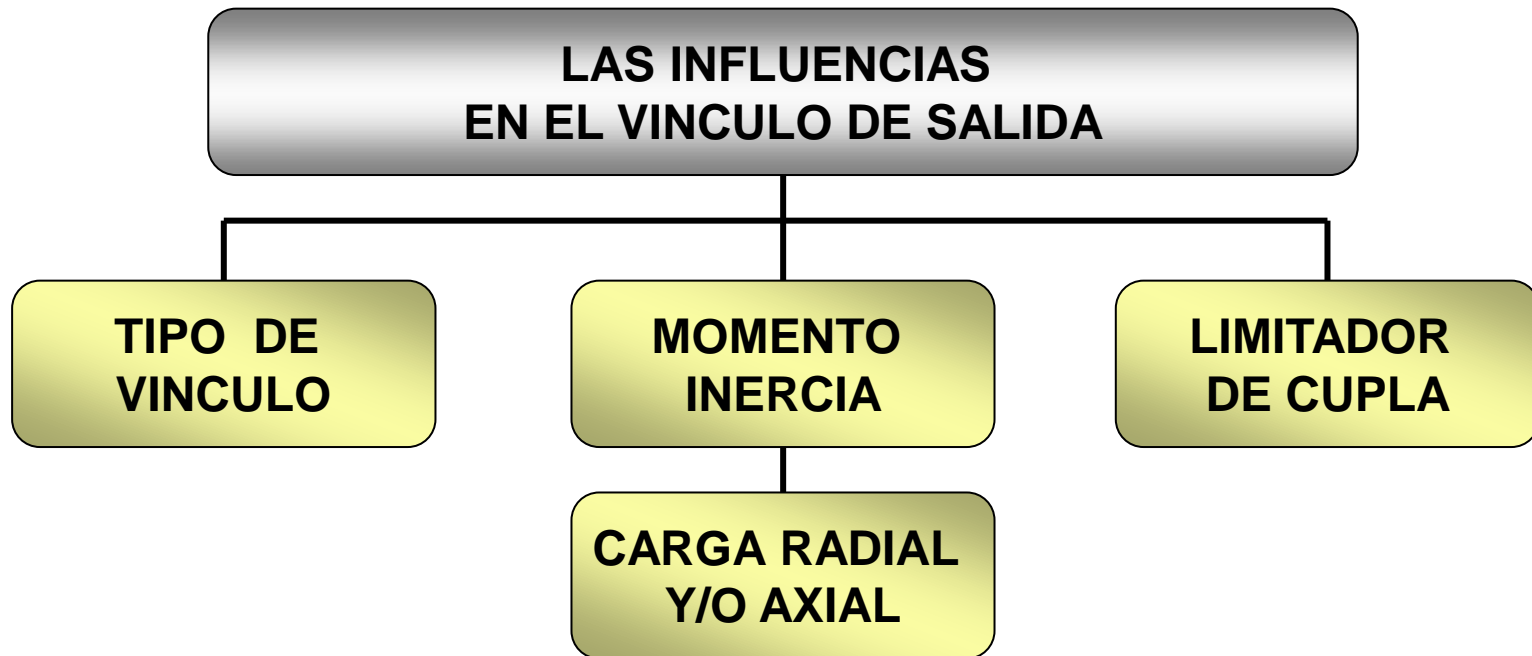 LAS INFLUENCIAS
EN EL VINCULO DE SALIDA
TIPO DE
VINCULO
MOMENTO
INERCIA
LIMITADOR
DE CUPLA
CARGA RADIAL
Y/O AXIAL